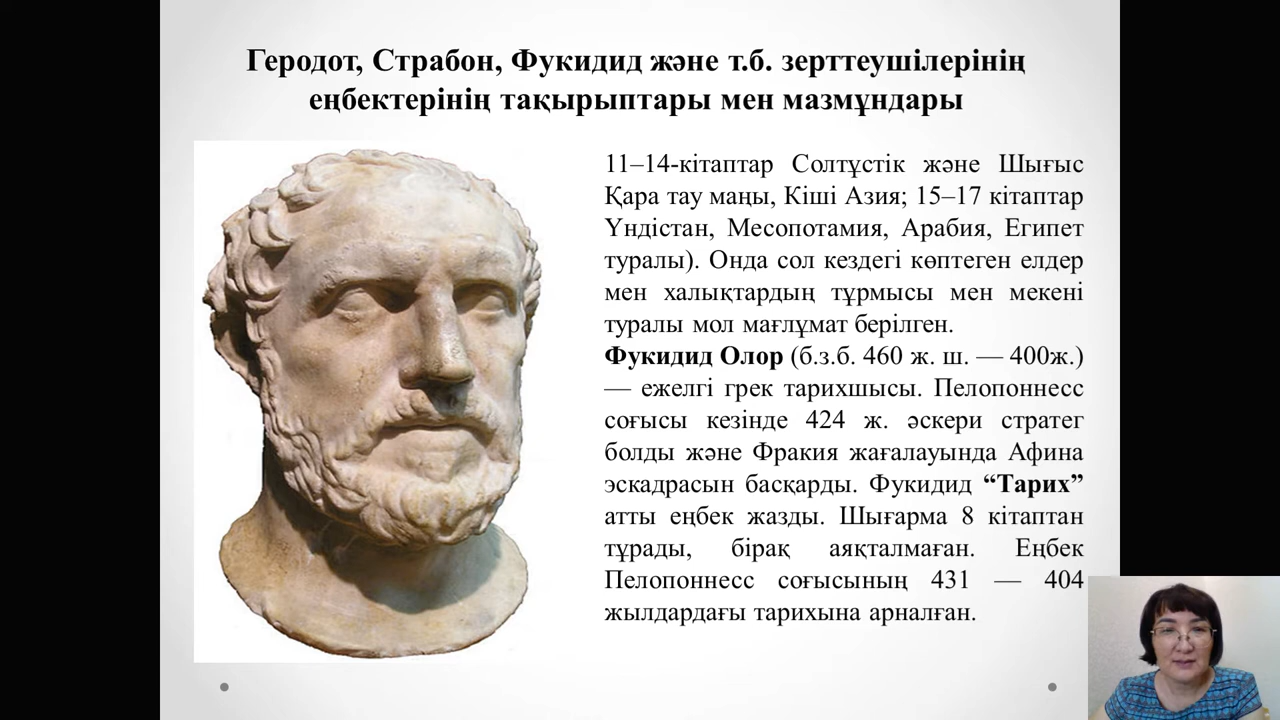 Геродот, Страбон, Фукидид және т.б. зерттеушілерінің
еңбектерінің тақырыптары мен мазмұндары
11–14-кітаптар Солтұстік және Шығыс
Қара тау маңы, Кіші Азия; 15–17 кітаптар
Үндістан, Месопотамия, Арабия, Египет
туралы). Онда сол кездегі көптеген елдер
мен халықтардың тұрмысы мен мекені
туралы мол мағлұмат берілген.
Фукидид Олор (б.з.б. 460 ж. ш. — 400ж.)
— ежелгі грек тарихшысы. Пелопоннесс
соғысы кезінде 424 ж. әскери стратег
болды және Фракия жағалауында Афина
эскадрасын басқарды. Фукидид “Тарих”
атты еңбек жазды. Шығарма 8 кітаптан
тұрады, бірақ аяқталмаған. Еңбек
Пелопоннесс соғысының 431 — 404
жылдардағы тарихына арналған.